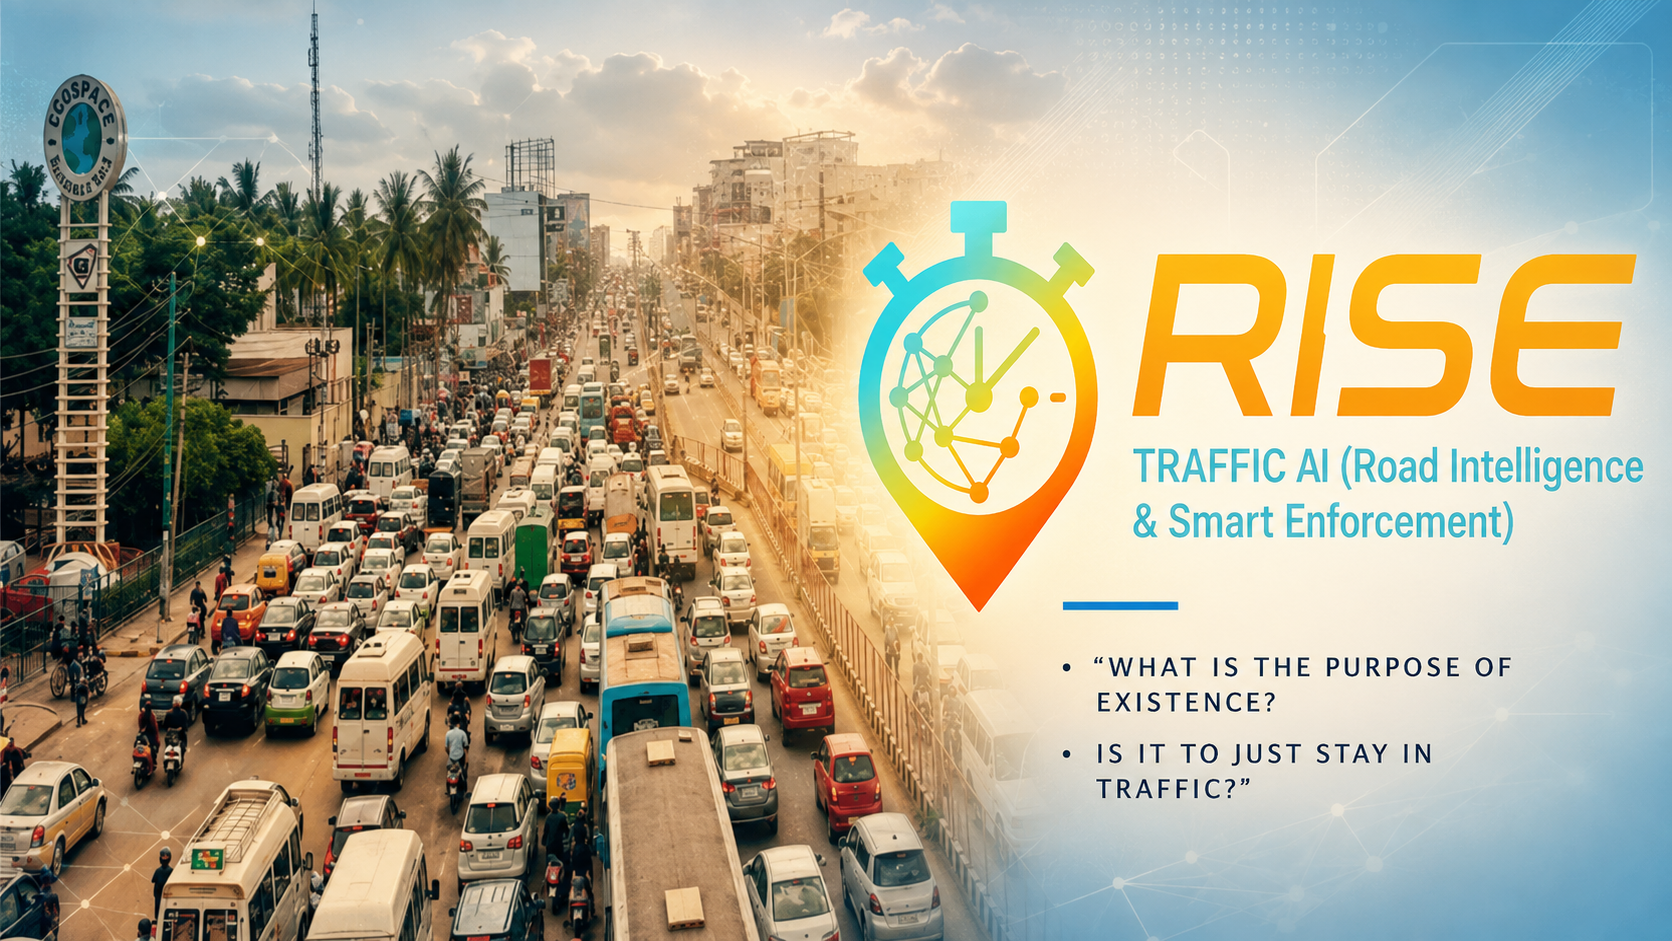 ECOSPACE
RISE
TRAFFIC AI (Road Intelligence
& Smart Enforcement)
• “WHAT IS THE PURPOSE OF
EXISTENCE?
• IS IT TO JUST STAY IN
TRAFFIC?”